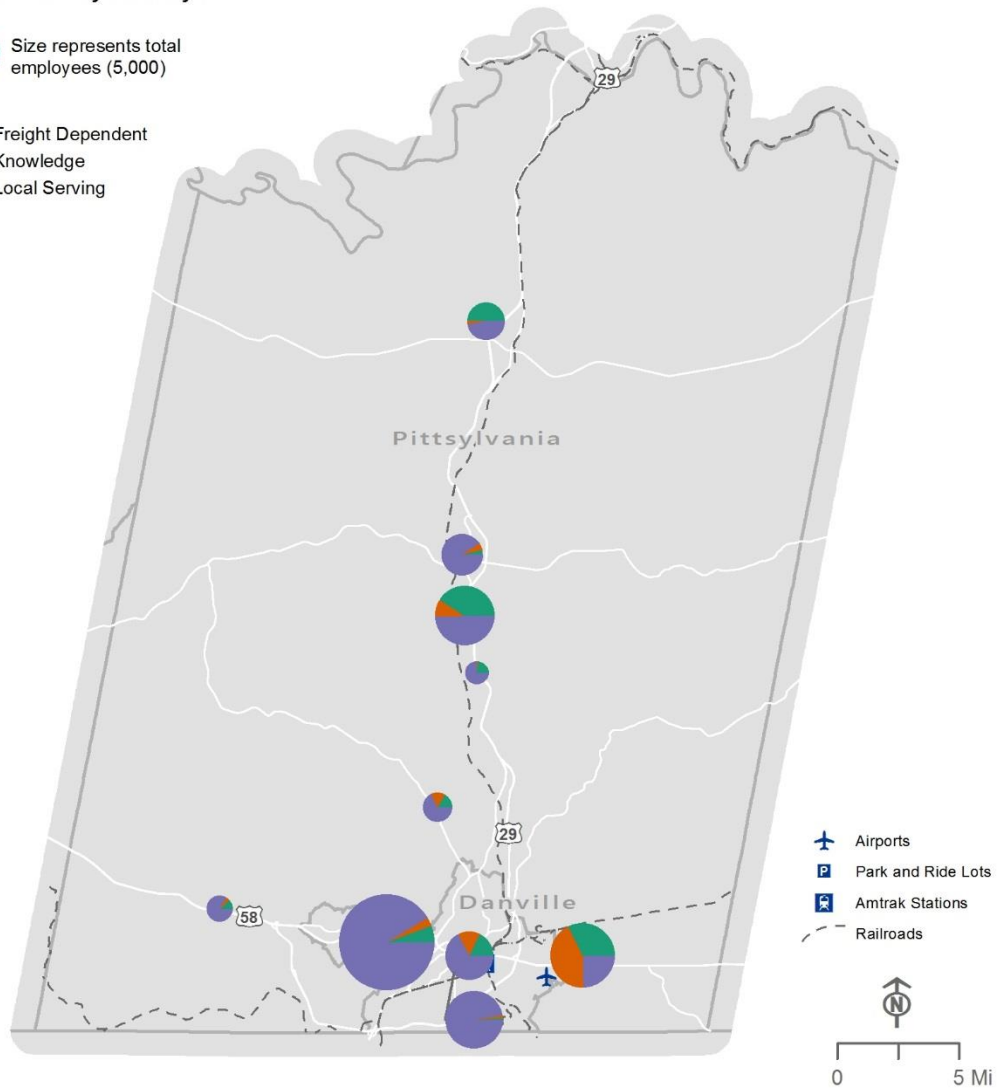 Size represents total
employees (5,000)
Freight Dependent
Knowledge
Local Serving
29
Pittsylvania
29
Danville
58
Airports
P
Park and Ride Lots
Amtrak Stations
Railroads
N
0
5 Mi